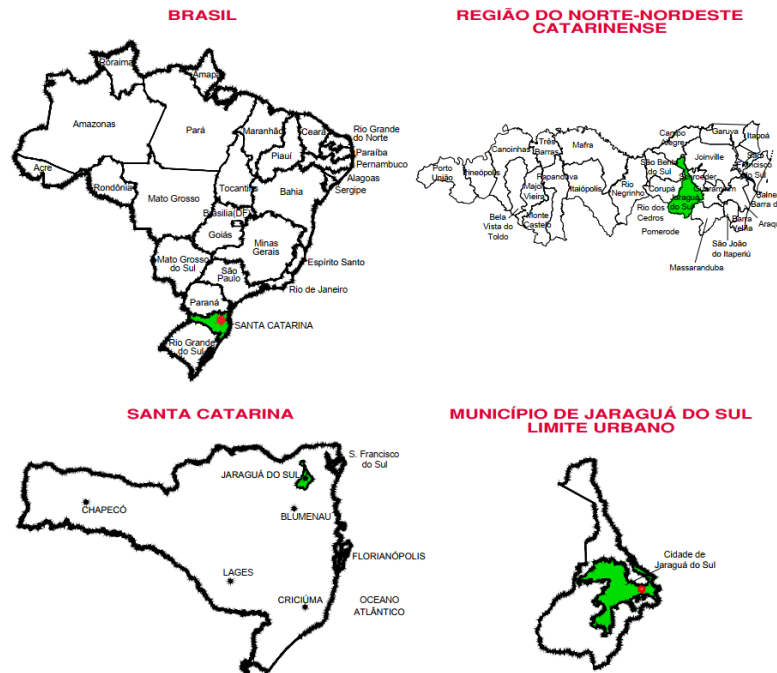 BRASIL
Roraima
Amapá
Amazonas
Pará
Maranhão
Ceará
Rio Grande
do Norte
Paraíba
Piauí
Pernambuco
Acre
Alagoas
Rondônia
Tocantins
Sergipe
Mato Grosso
Bahia
Brasília(DF)
Goiás
Minas
Gerais
Mato Grosso
do Sul
Espírito Santo
São
Paulo
Rio de Janeiro
Paraná
SANTA CATARINA
Rio Grande
do Sul
REGIÃO DO NORTE-NORDESTE
CATARINENSE
Campo
Garuva
Itapoá
Três
Barras
Mafra
Canoinhas
Joinville
do Sul
Porto
União
Major
Vieira
Itaiópolis
Rio
Negrinho
Corupá
Jaraguá
do Sul
Bela
Vista do
Toldo
Monte
Castelo
Rio dos
Cedros
Pomerode
Barra
Velha
São João
do Itaperiú
Massaranduba
SANTA CATARINA
S. Francisco
do Sul
JARAGUÁ DO SUL
CHAPECÓ
BLUMENAU
FLORIANÓPOLIS
LAGES
CRICIÚMA
OCEANO
ATLÂNTICO
MUNICÍPIO DE JARAGUÁ DO SUL
LIMITE URBANO
Cidade de
Jaraguá do Sul